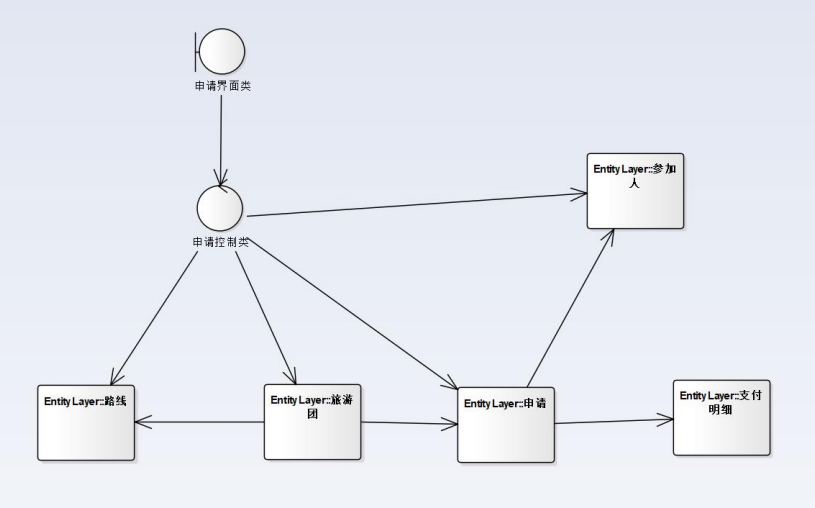 申请界面类
Entity Layer::参加
人
申请控制类
Entity Layer::路线
Entity Layer::旅游
团
Entity Layer::申请
Entity Layer::支付
明细